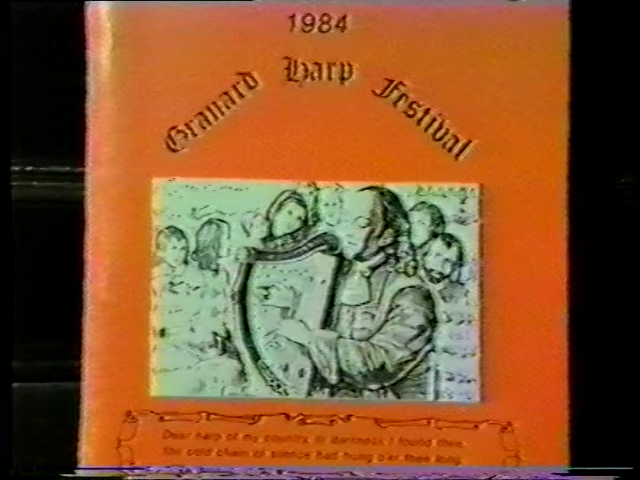 1984
Granard Harp Festival
Dear harp of my country, in darkness I found thee,
the cold chain of silence had hung o'er thee long,